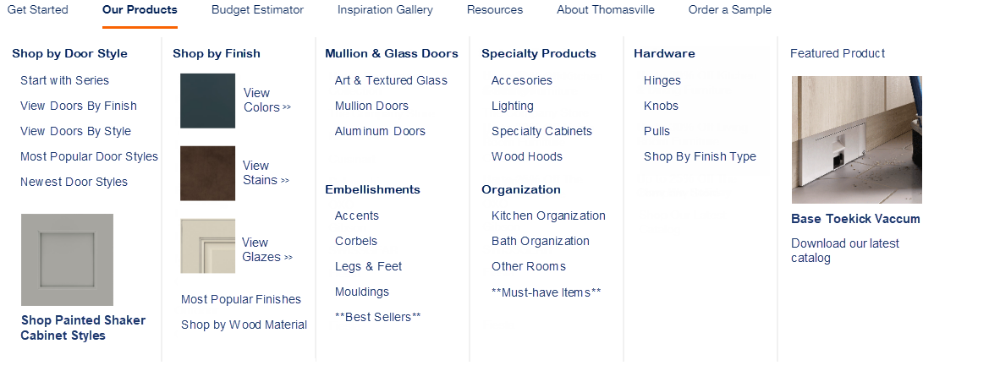 Get Started
Our Products
Budget Estimator
Inspiration Gallery
Resources
About Thomasville
Order a Sample
Shop by Door Style
Start with Series
View Doors By Finish
View Doors By Style
Most Popular Door Styles
Newest Door Styles
Shop Painted Shaker
Cabinet Styles
Shop by Finish
View
Colors >>
View
Stains >>
View
Glazes >>
Most Popular Finishes
Shop by Wood Material
Mullion & Glass Doors
Art & Textured Glass
Mullion Doors
Aluminum Doors
Embellishments
Accents
Corbels
Legs & Feet
Mouldings
**Best Sellers**
Specialty Products
Accesories
Lighting
Specialty Cabinets
Wood Hoods
Organization
Kitchen Organization
Bath Organization
Other Rooms
**Must-have Items**
Hardware
Hinges
Knobs
Pulls
Shop By Finish Type
Featured Product
Base Toekick Vaccum
Download our latest
catalog